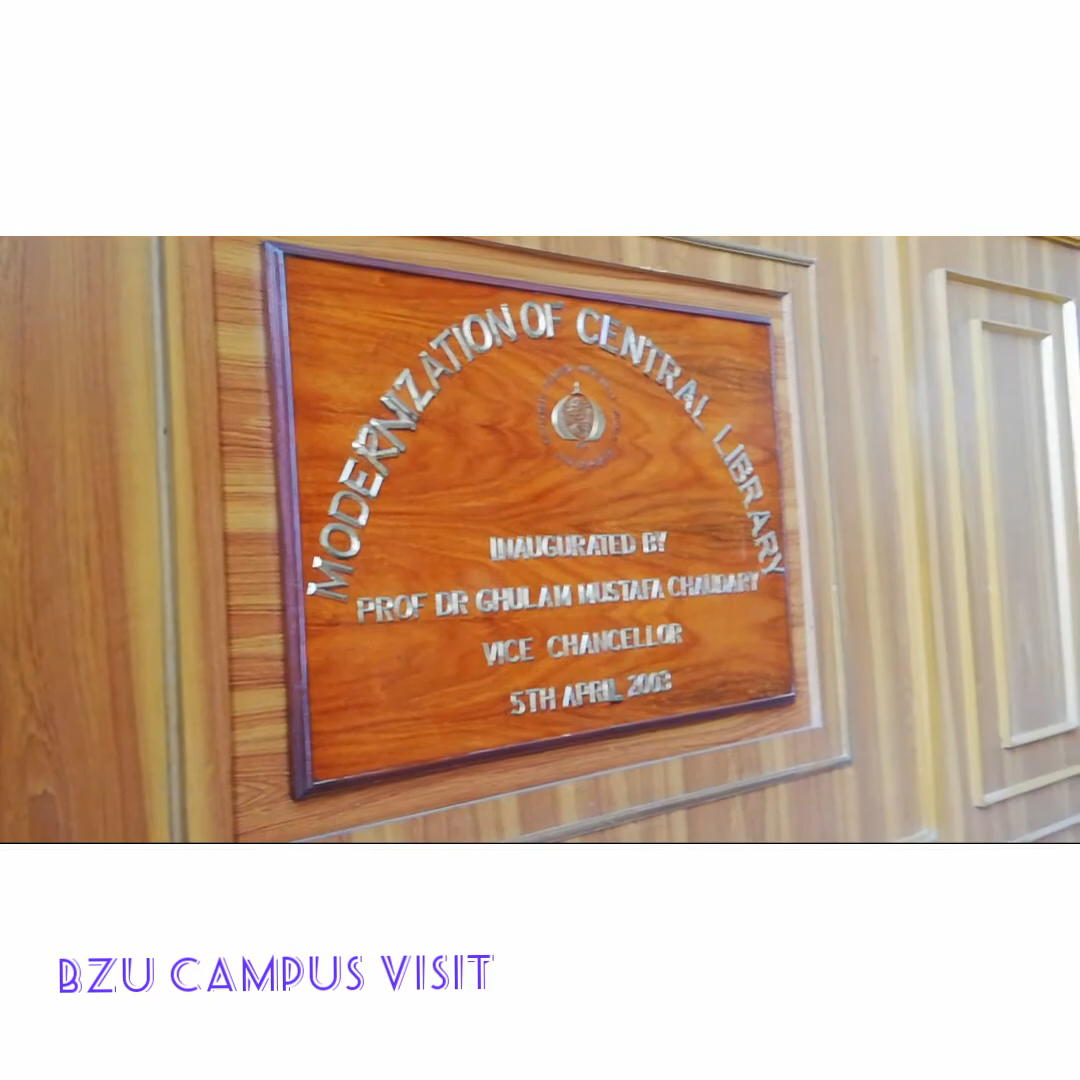 MODERNIZATION OF CENTRAL LIBRARY
INAUGURATED BY
PROF DR GHULAM MUSTAFA CHAUDARY
VICE CHANCELLOR
5TH APRIL 2003
BZU CAMPUS VISIT